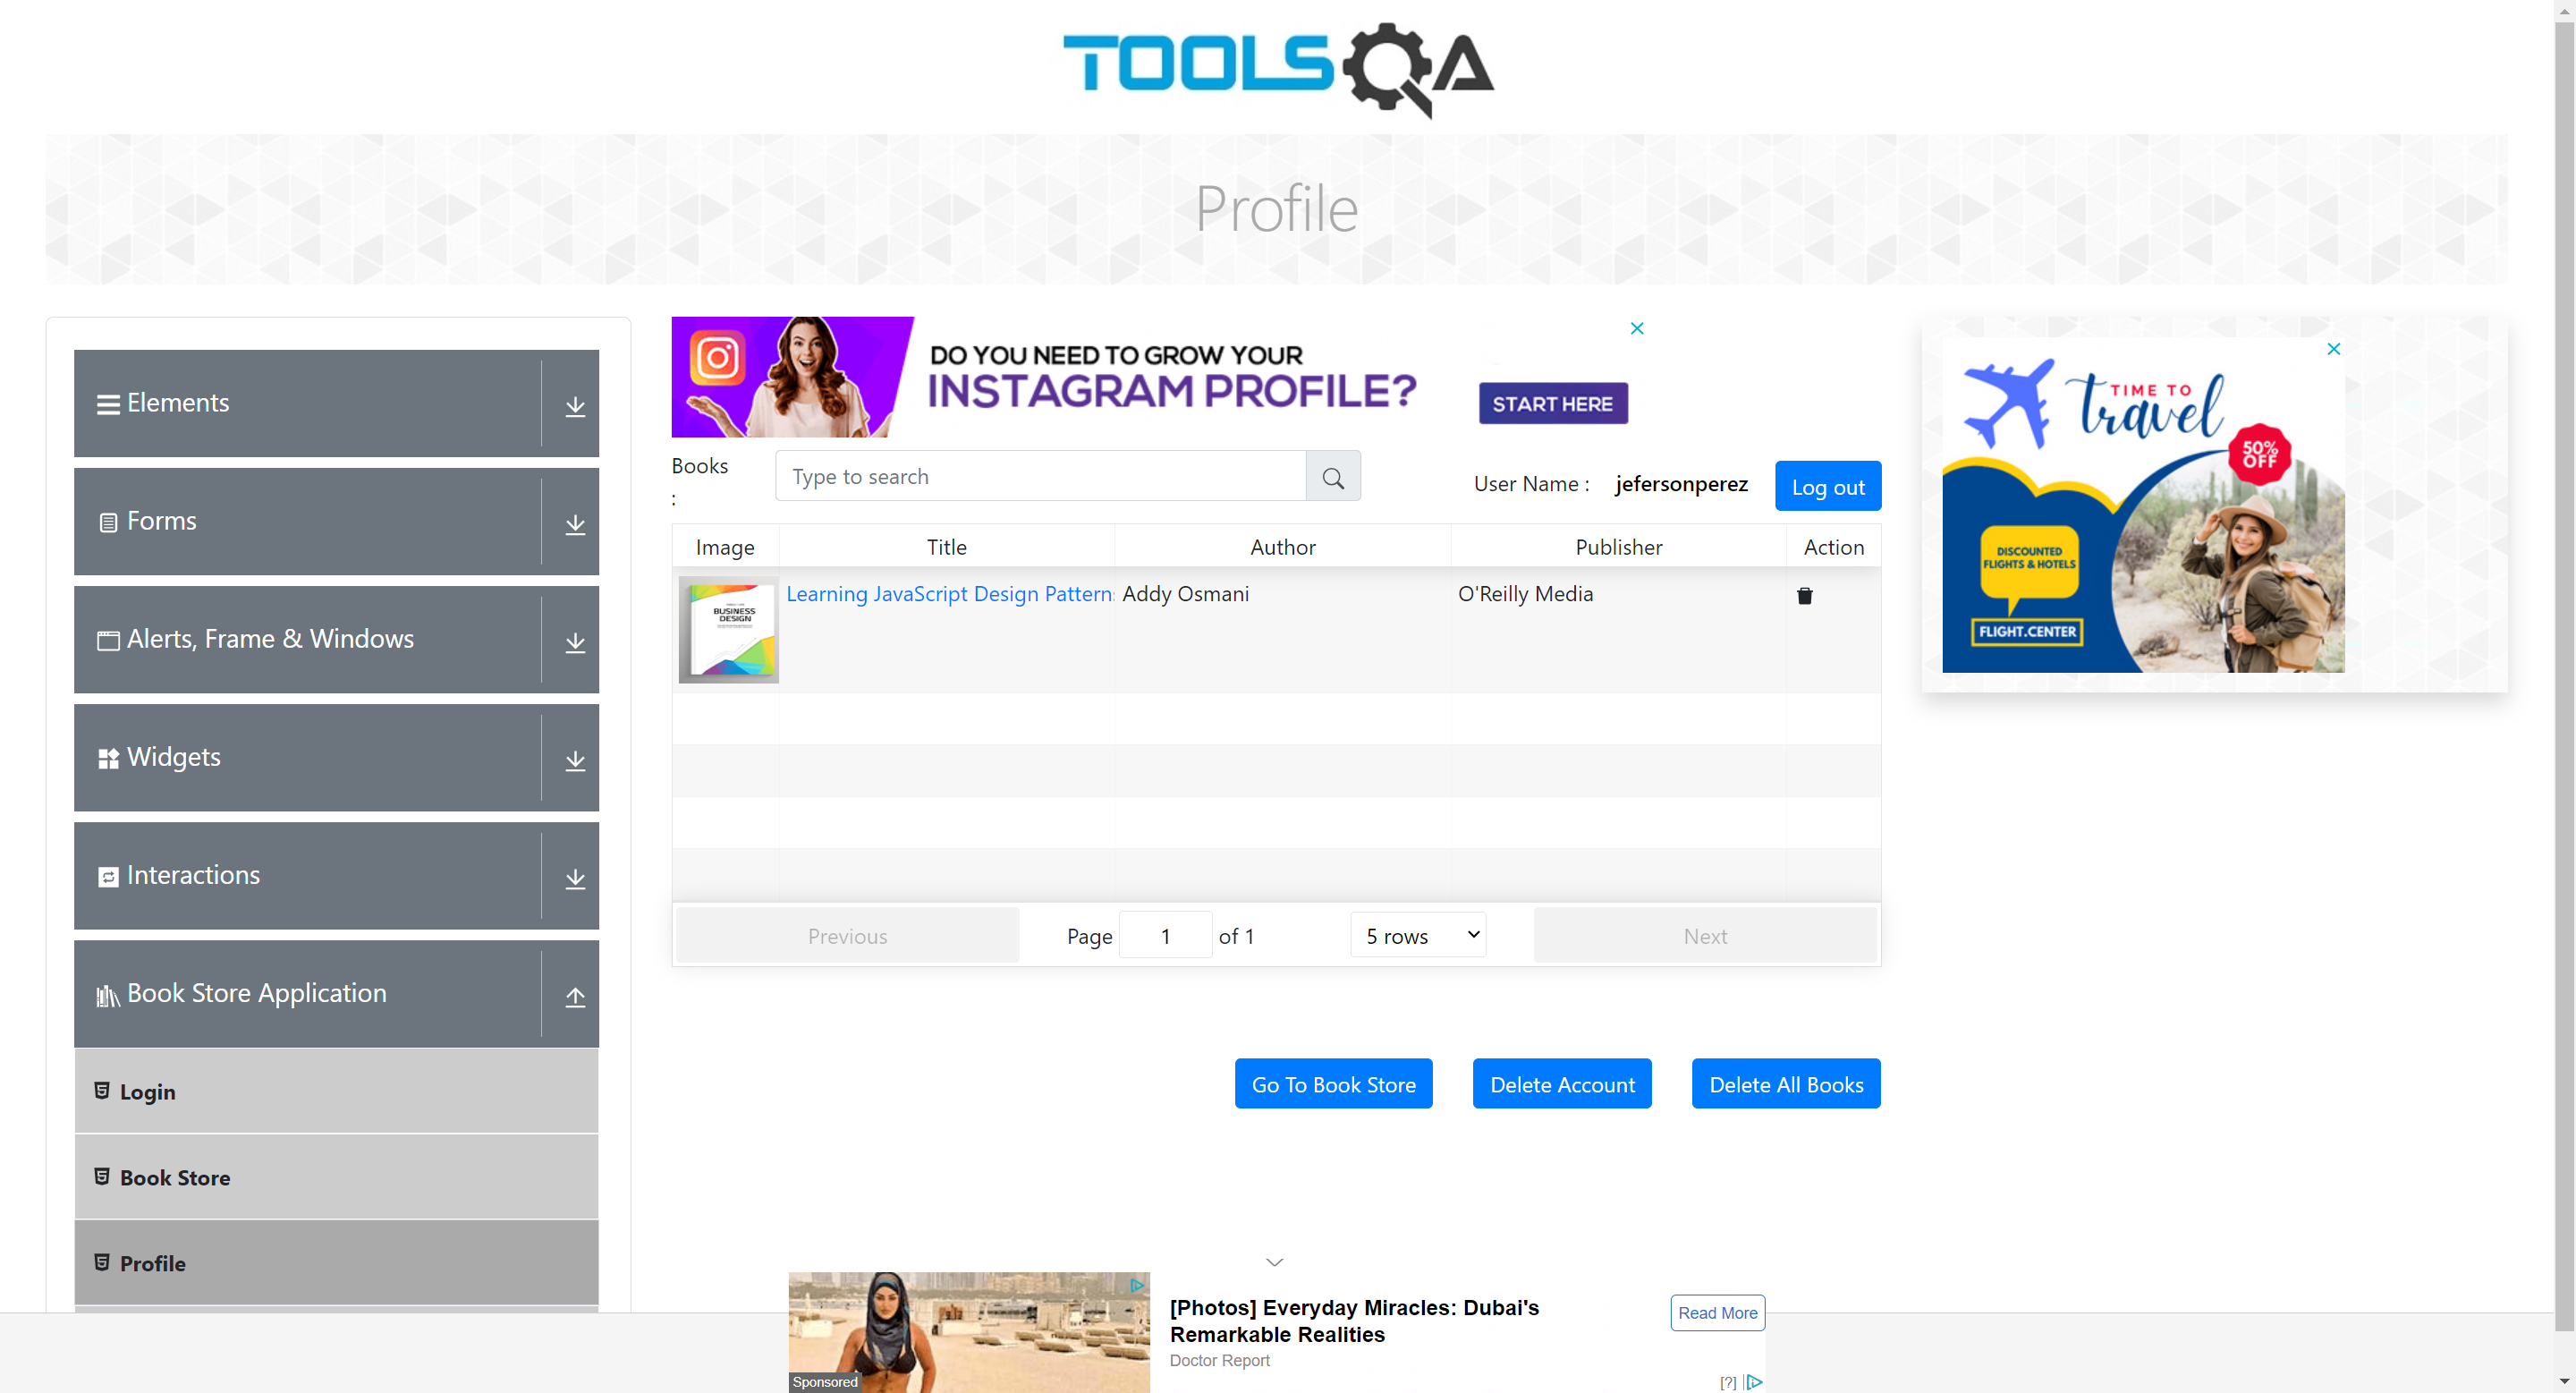 TOOLSQA
Profile
Elements
Forms
Alerts, Frame & Windows
Widgets
Interactions
Book Store Application
Login
Book Store
Profile
DO YOU NEED TO GROW YOUR
INSTAGRAM PROFILE?
START HERE
Books
:
Type to search
User Name : jefersonperez
Log out
Image Title Author Publisher Action
BUSINESS
DESIGN
Learning JavaScript Design Pattern Addy Osmani O'Reilly Media
Previous Page 1 of 1 5 rows Next
Go To Book Store Delete Account Delete All Books
TIME TO
travel
50%
OFF
DISCOUNTED
FLIGHTS & HOTELS
FLIGHT.CENTER
[Photos] Everyday Miracles: Dubai's
Remarkable Realities
Doctor Report
Read More
Sponsored
[?]